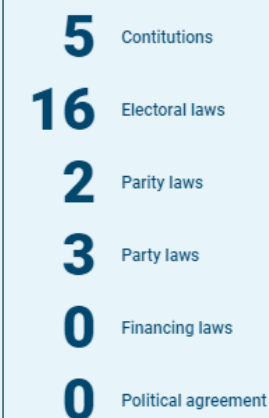 5 Contitutions
16 Electoral laws
2 Parity laws
3 Party laws
0 Financing laws
0 Political agreement